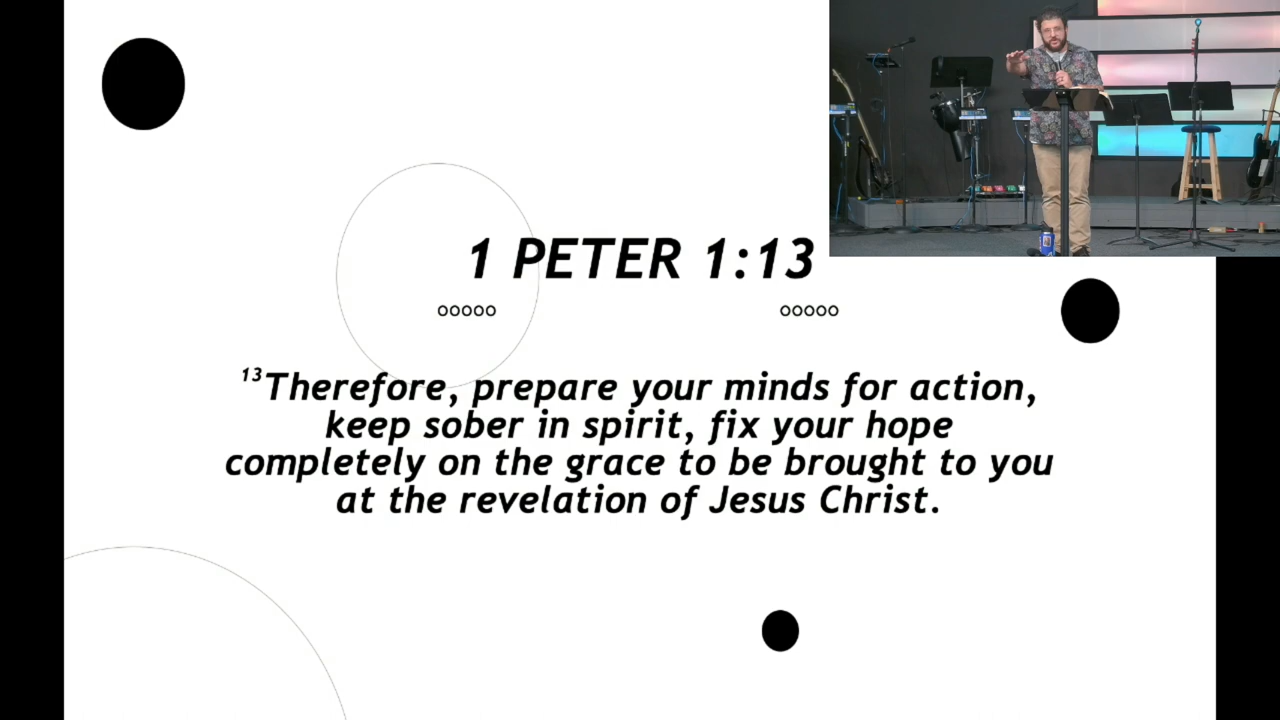 1 PETER 1:13
13Therefore, prepare your minds for action,
keep sober in spirit, fix your hope
completely on the grace to be brought to you
at the revelation of Jesus Christ.